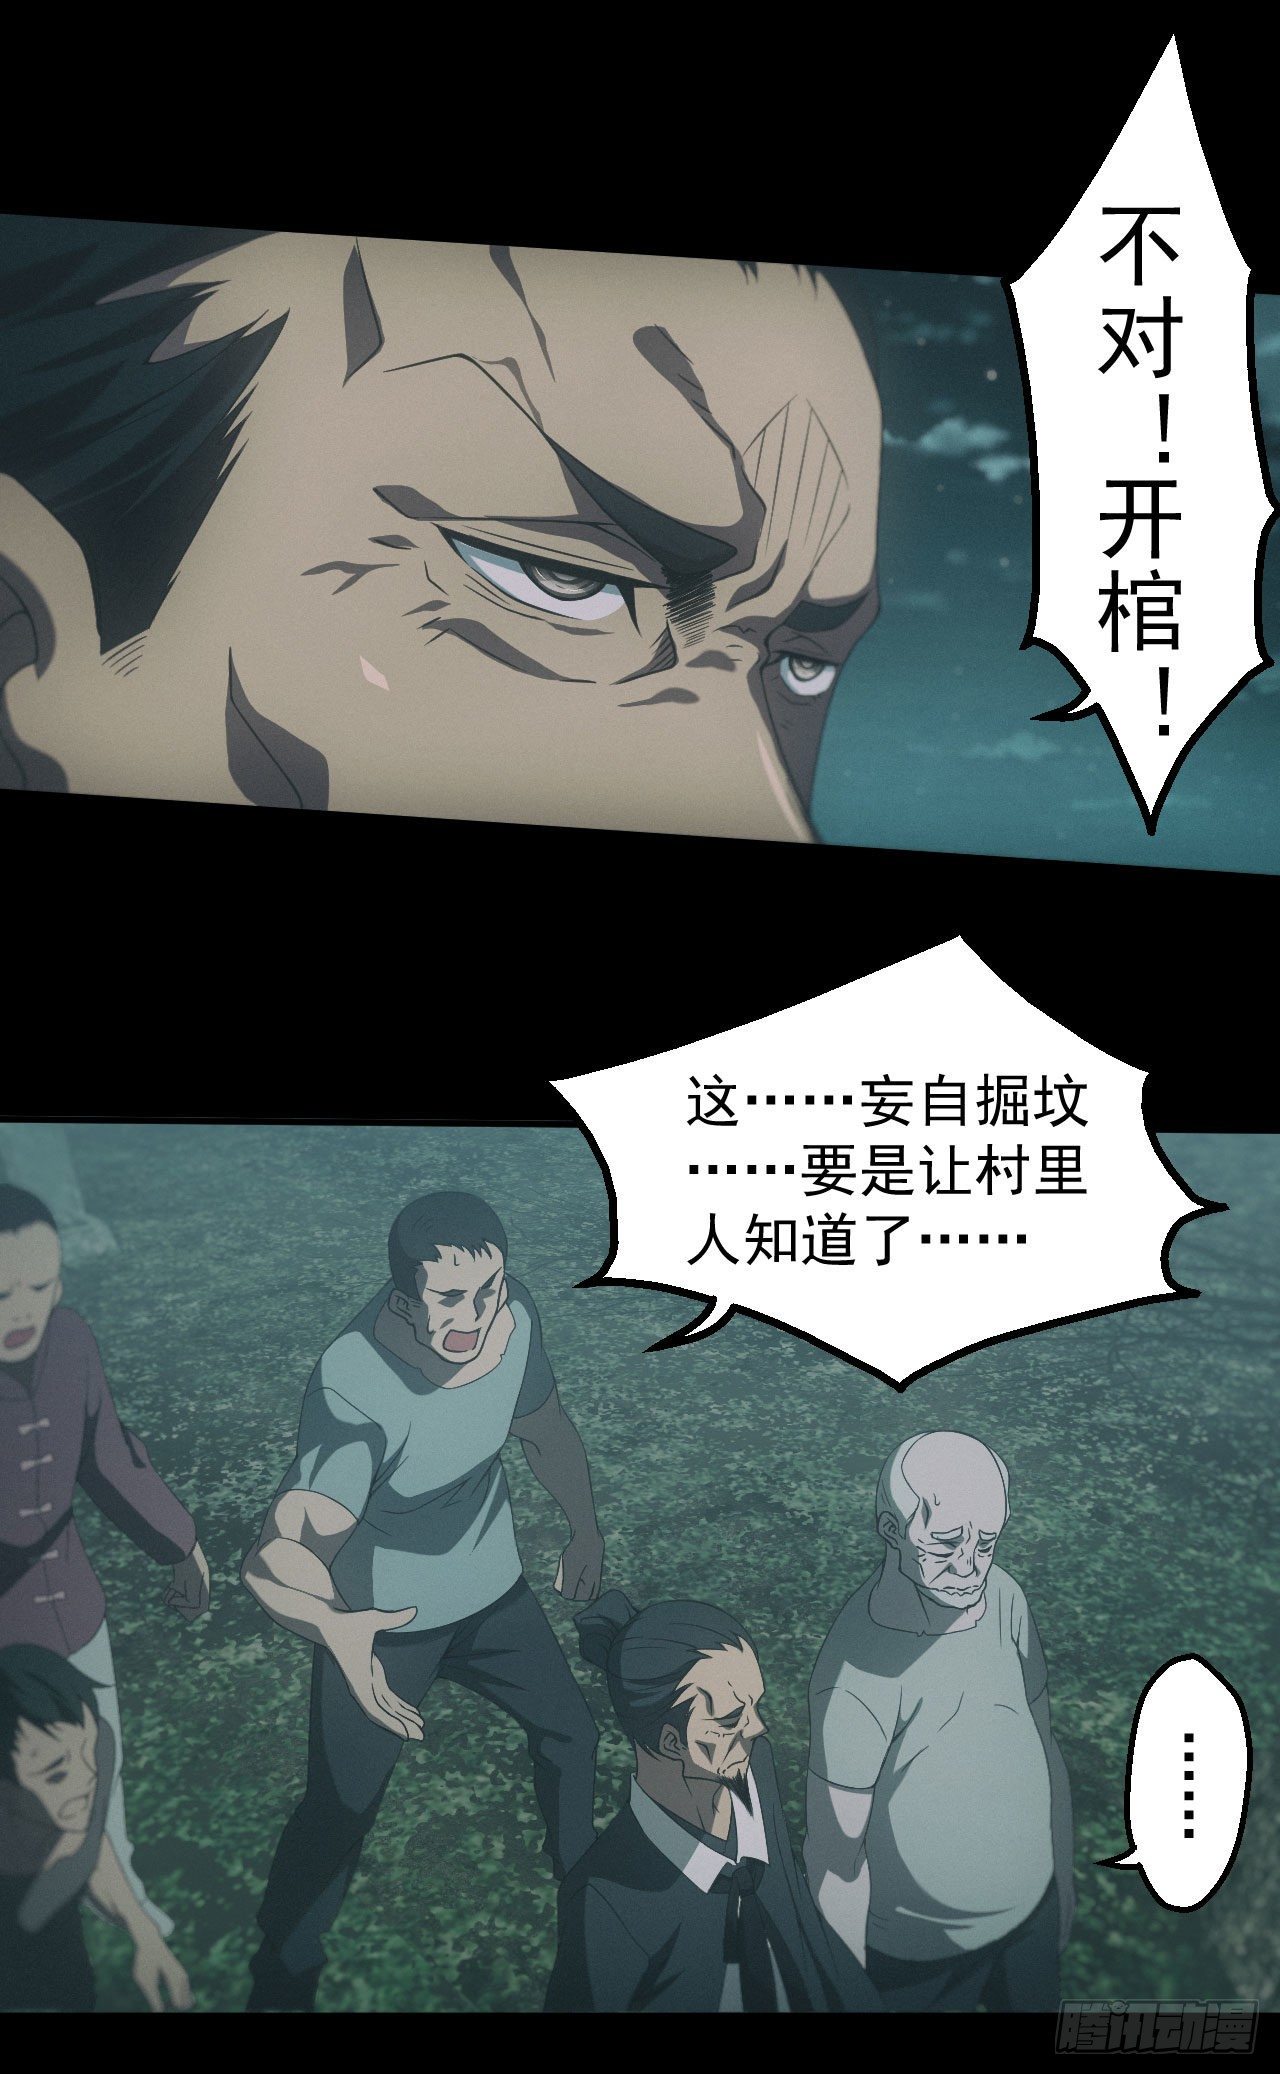 不对！开棺！
这……妄自掘坟
……要是让村里
人知道了……
……
腾讯动漫